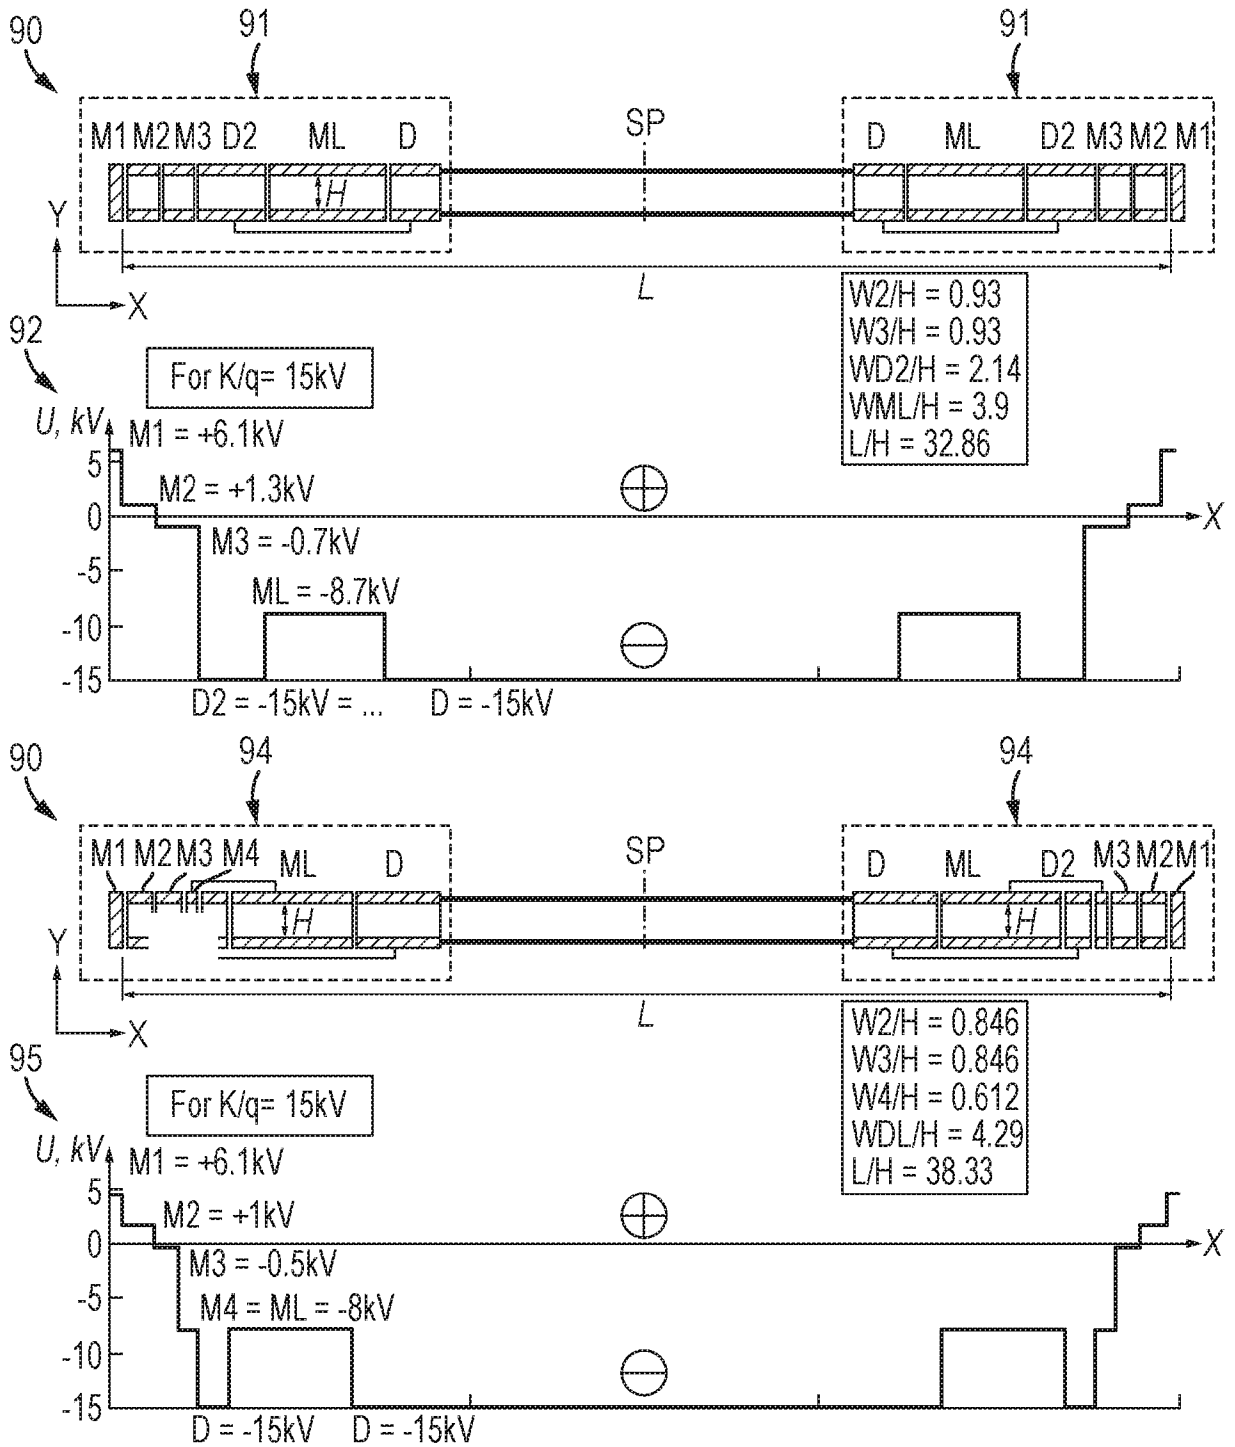 90
91
91
M1 M2 M3 D2 ML D
SP
D ML D2 M3 M2 M1
H
Y
X
L
W2/H = 0.93
W3/H = 0.93
WD2/H = 2.14
WML/H = 3.9
L/H = 32.86
92
For K/q= 15kV
U, kV
M1 = +6.1kV
5
M2 = +1.3kV
0
X
M3 = -0.7kV
-5
ML = -8.7kV
-10
-15
D2 = -15kV = ...
D = -15kV
90
94
94
M1 M2 M3 M4 ML D
SP
D ML D2 M3 M2 M1
H
H
Y
X
L
W2/H = 0.846
W3/H = 0.846
W4/H = 0.612
WDL/H = 4.29
L/H = 38.33
95
For K/q= 15kV
U, kV
M1 = +6.1kV
5
M2 = +1kV
0
X
M3 = -0.5kV
-5
M4 = ML = -8kV
-10
-15
D = -15kV
D = -15kV